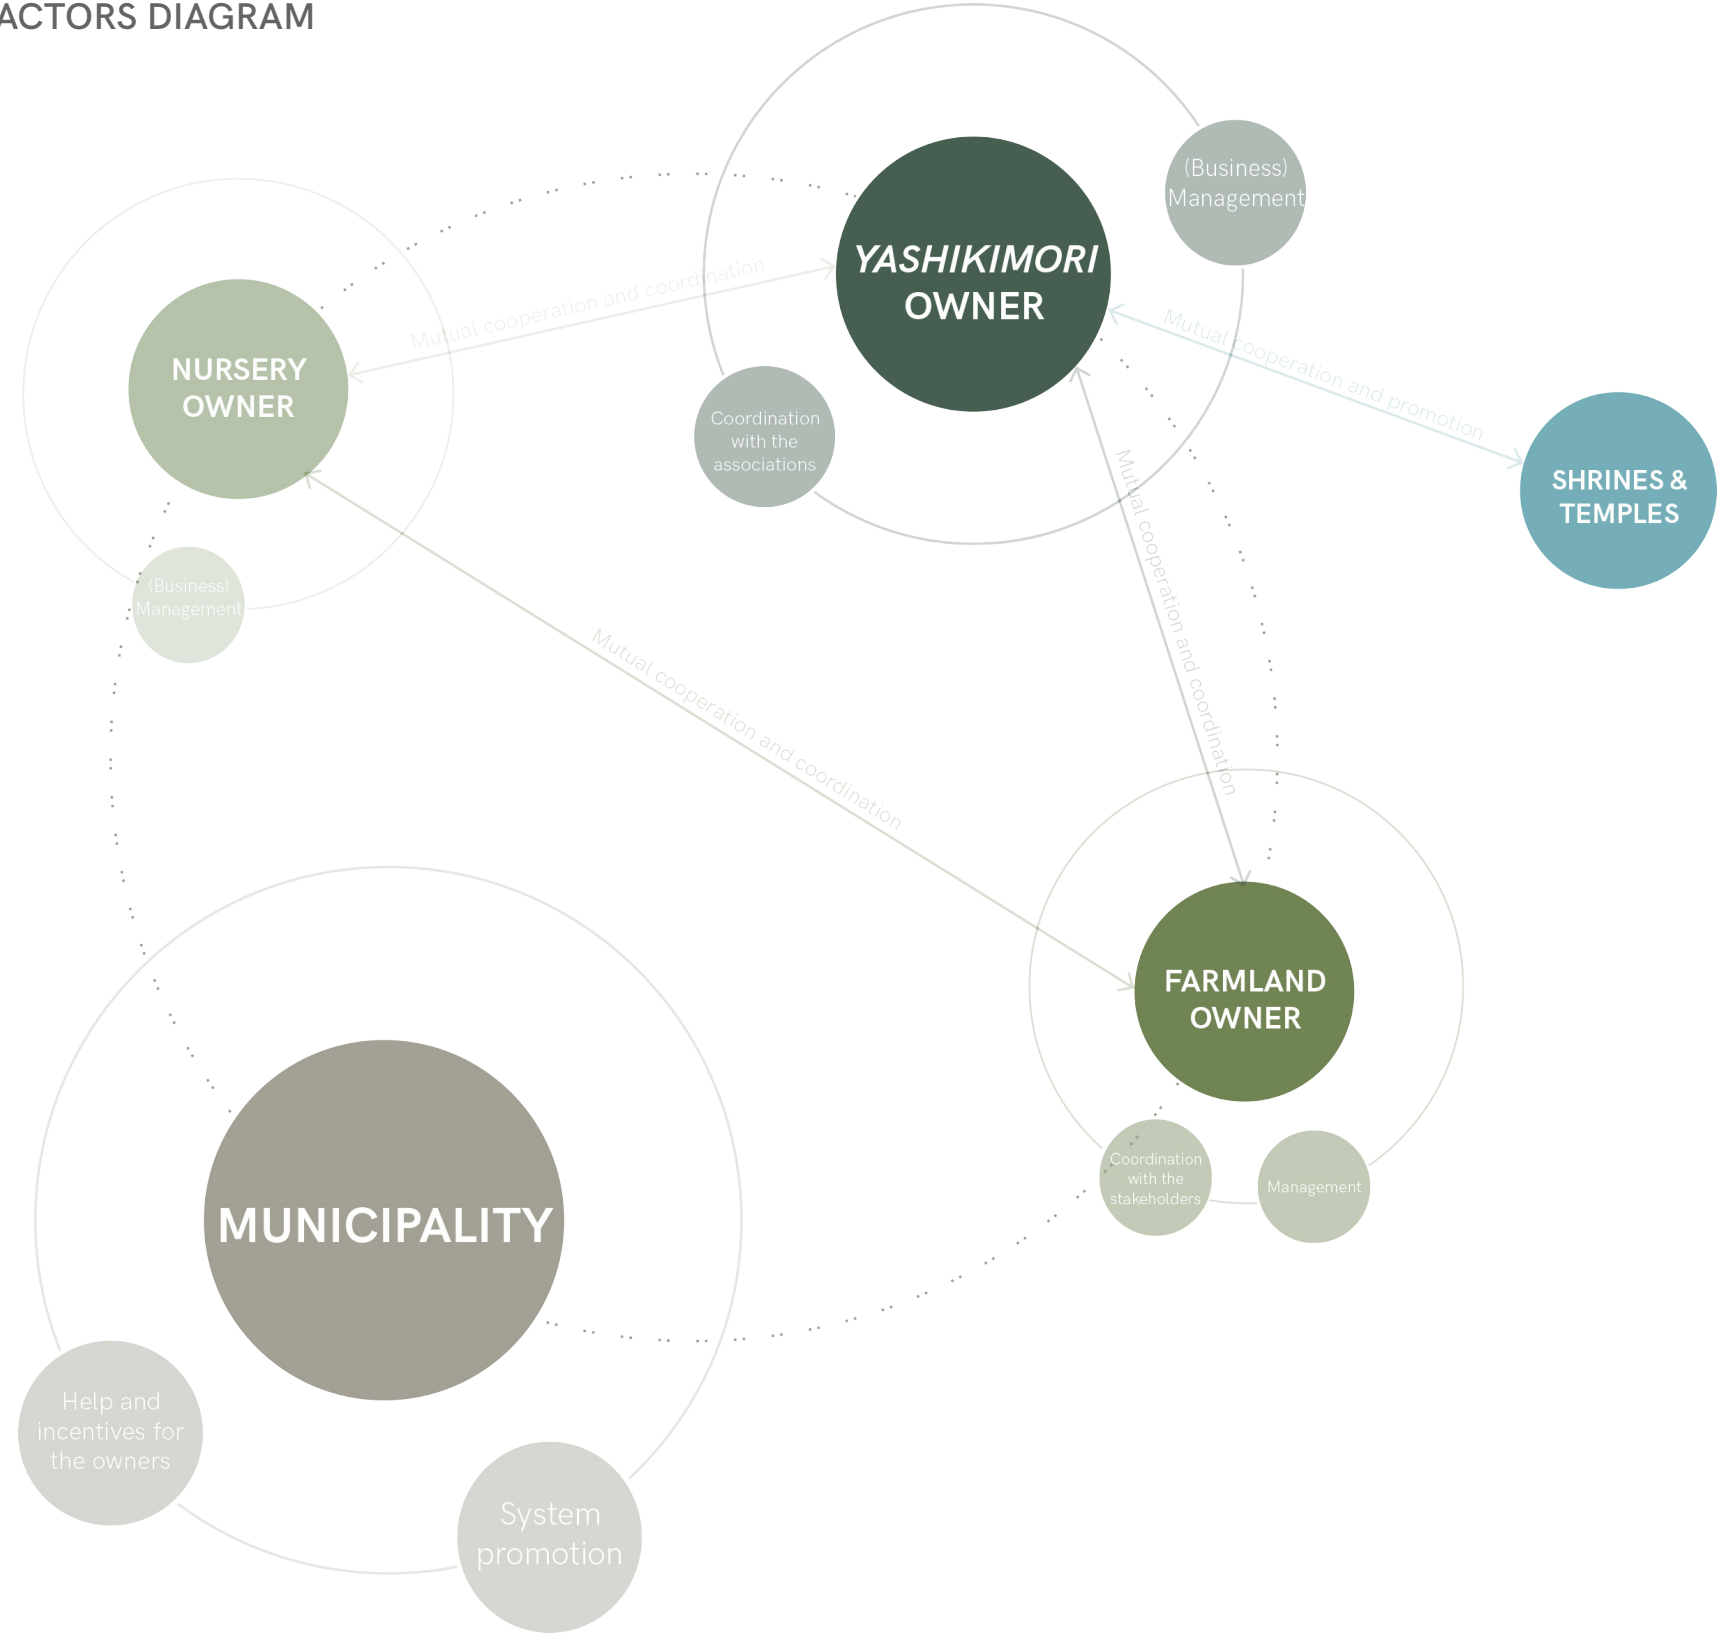 ACTORS DIAGRAM
(Business)
Management
YASHIKIMORI
OWNER
Mutual cooperation and coordination
Mutual cooperation and promotion
NURSERY
OWNER
Coordination
with the
associations
SHRINES &
TEMPLES
Mutual cooperation and coordination
(Business)
Management
Mutual cooperation and coordination
FARMLAND
OWNER
Coordination
with the
stakeholders
Management
MUNICIPALITY
Help and
incentives for
the owners
System
promotion